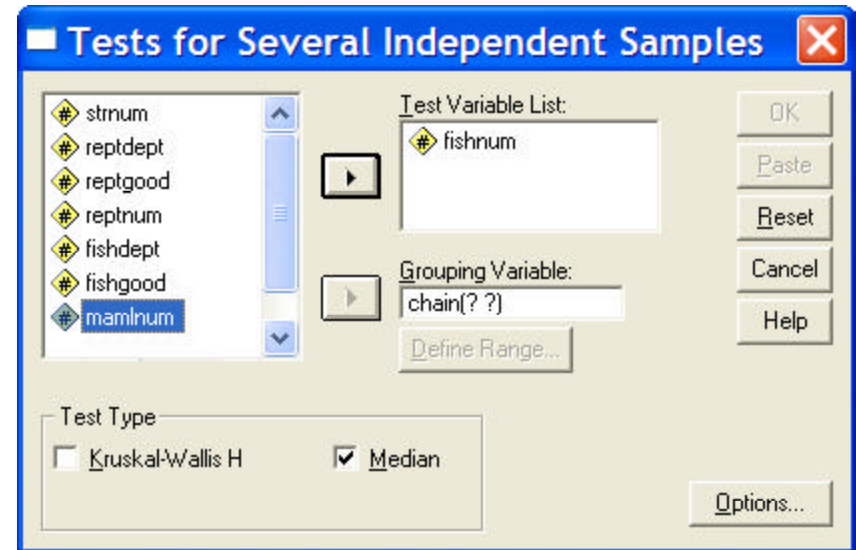 Tests for Several Independent Samples
strnum
reptdept
reptgood
reptnum
fishdept
fishgood
mamlnum
Test Variable List:
fishnum
Grouping Variable:
chain(? ?)
Define Range...
OK
Paste
Reset
Cancel
Help
Test Type
Kruskal-Wallis H
Median
Options...